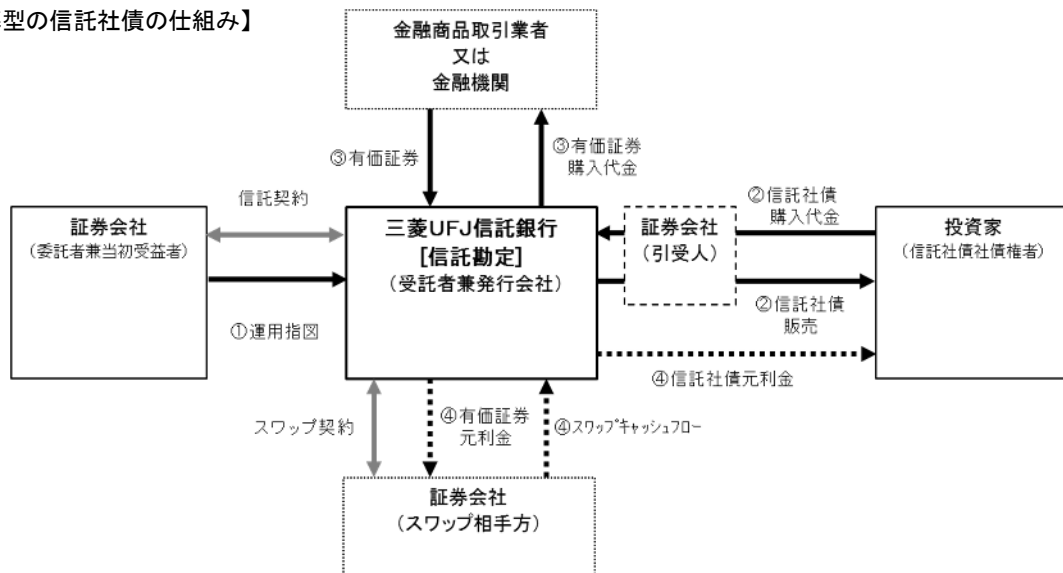 型の信託社債の仕組み】
金融商品取引業者
又は
金融機関
③有価証券
③有価証券
購入代金
信託契約
②信託社債
購入代金
証券会社
(委託者兼当初受益者)
三菱UFJ信託銀行
[信託勘定]
(受託者兼発行会社)
証券会社
(引受人)
投資家
(信託社債社債権者)
①運用指図
②信託社債
販売
④信託社債元利金
スワップ契約
④有価証券
元利金
④スワップキャッシュフロー
証券会社
(スワップ相手方)